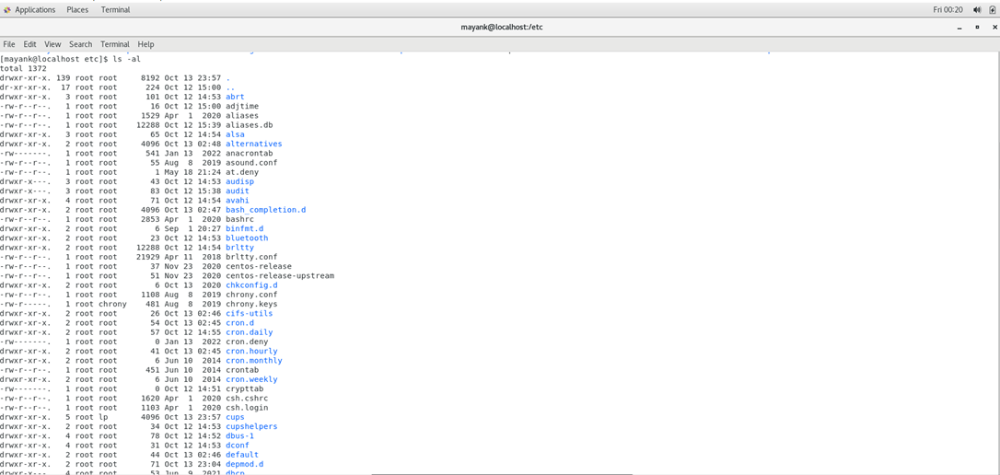 Applications Places Terminal Fri 00:20
mayank@localhost:/etc
File Edit View Search Terminal Help
[mayank@localhost etc]$ ls -al
total 1372
drwxr-xr-x. 139 root root 8192 Oct 13 23:57 .
dr-xr-xr-x. 17 root root 224 Oct 12 15:00 ..
drwxr-xr-x. 3 root root 101 Oct 12 14:53 abrt
-rw-r--r--. 1 root root 16 Oct 12 15:00 adjtime
-rw-r--r--. 1 root root 1529 Apr 1 2020 aliases
-rw-r--r--. 1 root root 12288 Oct 12 15:39 aliases.db
drwxr-xr-x. 3 root root 65 Oct 12 14:54 alsa
drwxr-xr-x. 2 root root 4096 Oct 13 02:48 alternatives
-rw-------. 1 root root 541 Jan 13 2022 anacrontab
-rw-r--r--. 1 root root 55 Aug 8 2019 asound.conf
-rw-r--r--. 1 root root 1 May 18 21:24 at.deny
drwxr-x---. 3 root root 43 Oct 12 14:53 audisp
drwxr-x---. 3 root root 83 Oct 12 15:38 audit
drwxr-xr-x. 4 root root 71 Oct 12 14:54 avahi
drwxr-xr-x. 2 root root 4096 Oct 13 02:47 bash_completion.d
-rw-r--r--. 1 root root 2853 Apr 1 2020 bashrc
drwxr-xr-x. 2 root root 6 Sep 1 20:27 binfmt.d
drwxr-xr-x. 2 root root 23 Oct 12 14:53 bluetooth
drwxr-xr-x. 2 root root 12288 Oct 12 14:54 brltty
-rw-r--r--. 1 root root 21929 Apr 11 2018 brltty.conf
-rw-r--r--. 1 root root 37 Nov 23 2020 centos-release
-rw-r--r--. 1 root root 51 Nov 23 2020 centos-release-upstream
drwxr-xr-x. 2 root root 6 Oct 13 2020 chkconfig.d
-rw-r--r--. 1 root root 1108 Aug 8 2019 chrony.conf
-rw-r-----. 1 root chrony 481 Aug 8 2019 chrony.keys
drwxr-xr-x. 2 root root 26 Oct 13 02:46 cifs-utils
drwxr-xr-x. 2 root root 54 Oct 13 02:45 cron.d
drwxr-xr-x. 2 root root 57 Oct 12 14:55 cron.daily
-rw-------. 1 root root 0 Jan 13 2022 cron.deny
drwxr-xr-x. 2 root root 41 Oct 13 02:45 cron.hourly
drwxr-xr-x. 2 root root 6 Jun 10 2014 cron.monthly
-rw-r--r--. 1 root root 451 Jun 10 2014 crontab
drwxr-xr-x. 2 root root 6 Jun 10 2014 cron.weekly
-rw-------. 1 root root 0 Oct 12 14:51 crypttab
-rw-r--r--. 1 root root 1620 Apr 1 2020 csh.cshrc
-rw-r--r--. 1 root root 1103 Apr 1 2020 csh.login
drwxr-xr-x. 5 root lp 4096 Oct 13 23:57 cups
drwxr-xr-x. 2 root root 34 Oct 12 14:53 cupshelpers
drwxr-xr-x. 4 root root 78 Oct 12 14:52 dbus-1
drwxr-xr-x. 4 root root 31 Oct 12 14:53 dconf
drwxr-xr-x. 2 root root 44 Oct 13 02:46 default
drwxr-xr-x. 2 root root 71 Oct 13 23:04 depmod.d
drwxr-x---. 4 root root 53 Jun 9 2021 dhcp